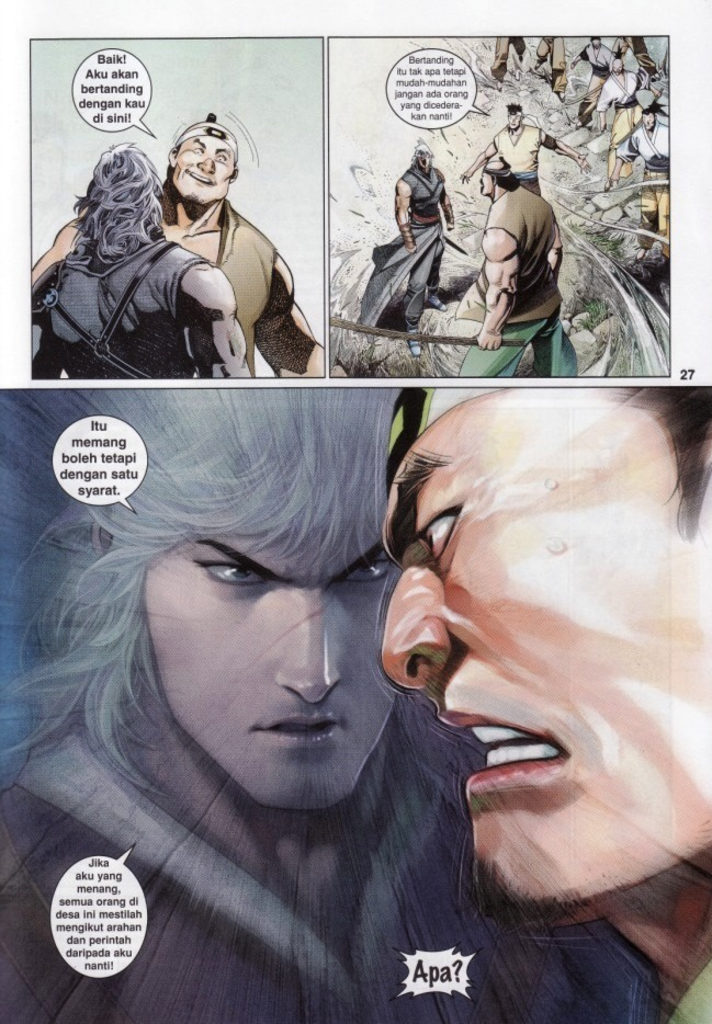 Baik!
Aku akan
bertanding
dengan kau
di sini!
Bertanding
itu tak apa tetapi
mudah-mudahan
jangan ada orang
yang dicedera-
kan nanti!
27
Itu
memang
boleh tetapi
dengan satu
syarat.
Jika
aku yang
menang,
semua orang di
desa ini mestilah
mengikut arahan
dan perintah
daripada aku
nanti!
Apa?